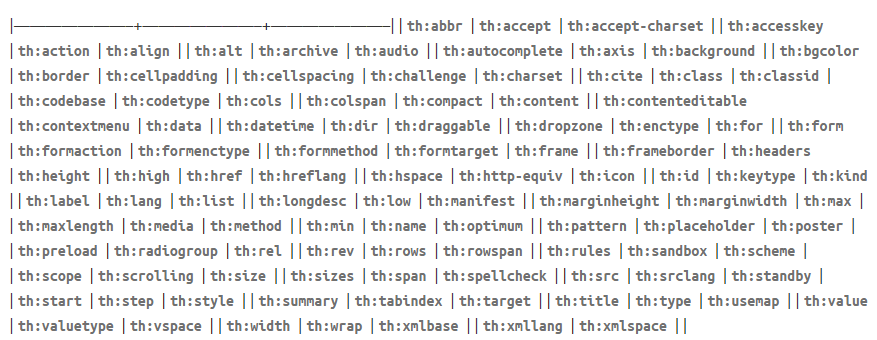 |———————————————+———————————————+———————————————||th:abbr |th:accept |th:accept-charset ||th:accesskey
|th:action |th:align ||th:alt |th:archive |th:audio ||th:autocomplete |th:axis |th:background ||th:bgcolor
|th:border |th:cellpadding ||th:cellspacing |th:challenge |th:charset ||th:cite |th:class |th:classid |
|th:codebase |th:codetype |th:cols ||th:colspan |th:compact |th:content ||th:contenteditable
|th:contextmenu |th:data ||th:datetime |th:dir |th:draggable ||th:dropzone |th:enctype |th:for ||th:form
|th:formaction |th:formenctype ||th:formmethod |th:formtarget |th:frame ||th:frameborder |th:headers
|th:height ||th:high |th:href |th:hreflang ||th:hspace |th:http-equiv |th:icon ||th:id |th:keytype |th:kind
||th:label |th:lang |th:list ||th:longdesc |th:low |th:manifest ||th:marginheight |th:marginwidth |th:max |
|th:maxlength |th:media |th:method ||th:min |th:name |th:optimum ||th:pattern |th:placeholder |th:poster |
|th:preload |th:radiogroup |th:rel ||th:rev |th:rows |th:rowspan ||th:rules |th:sandbox |th:scheme |
|th:scope |th:scrolling |th:size ||th:sizes |th:span |th:spellcheck ||th:src |th:srclang |th:standby |
|th:start |th:step |th:style ||th:summary |th:tabindex |th:target ||th:title |th:type |th:usemap ||th:value
|th:valuetype |th:vspace ||th:width |th:wrap |th:xmlbase ||th:xmllang |th:xmlspace ||